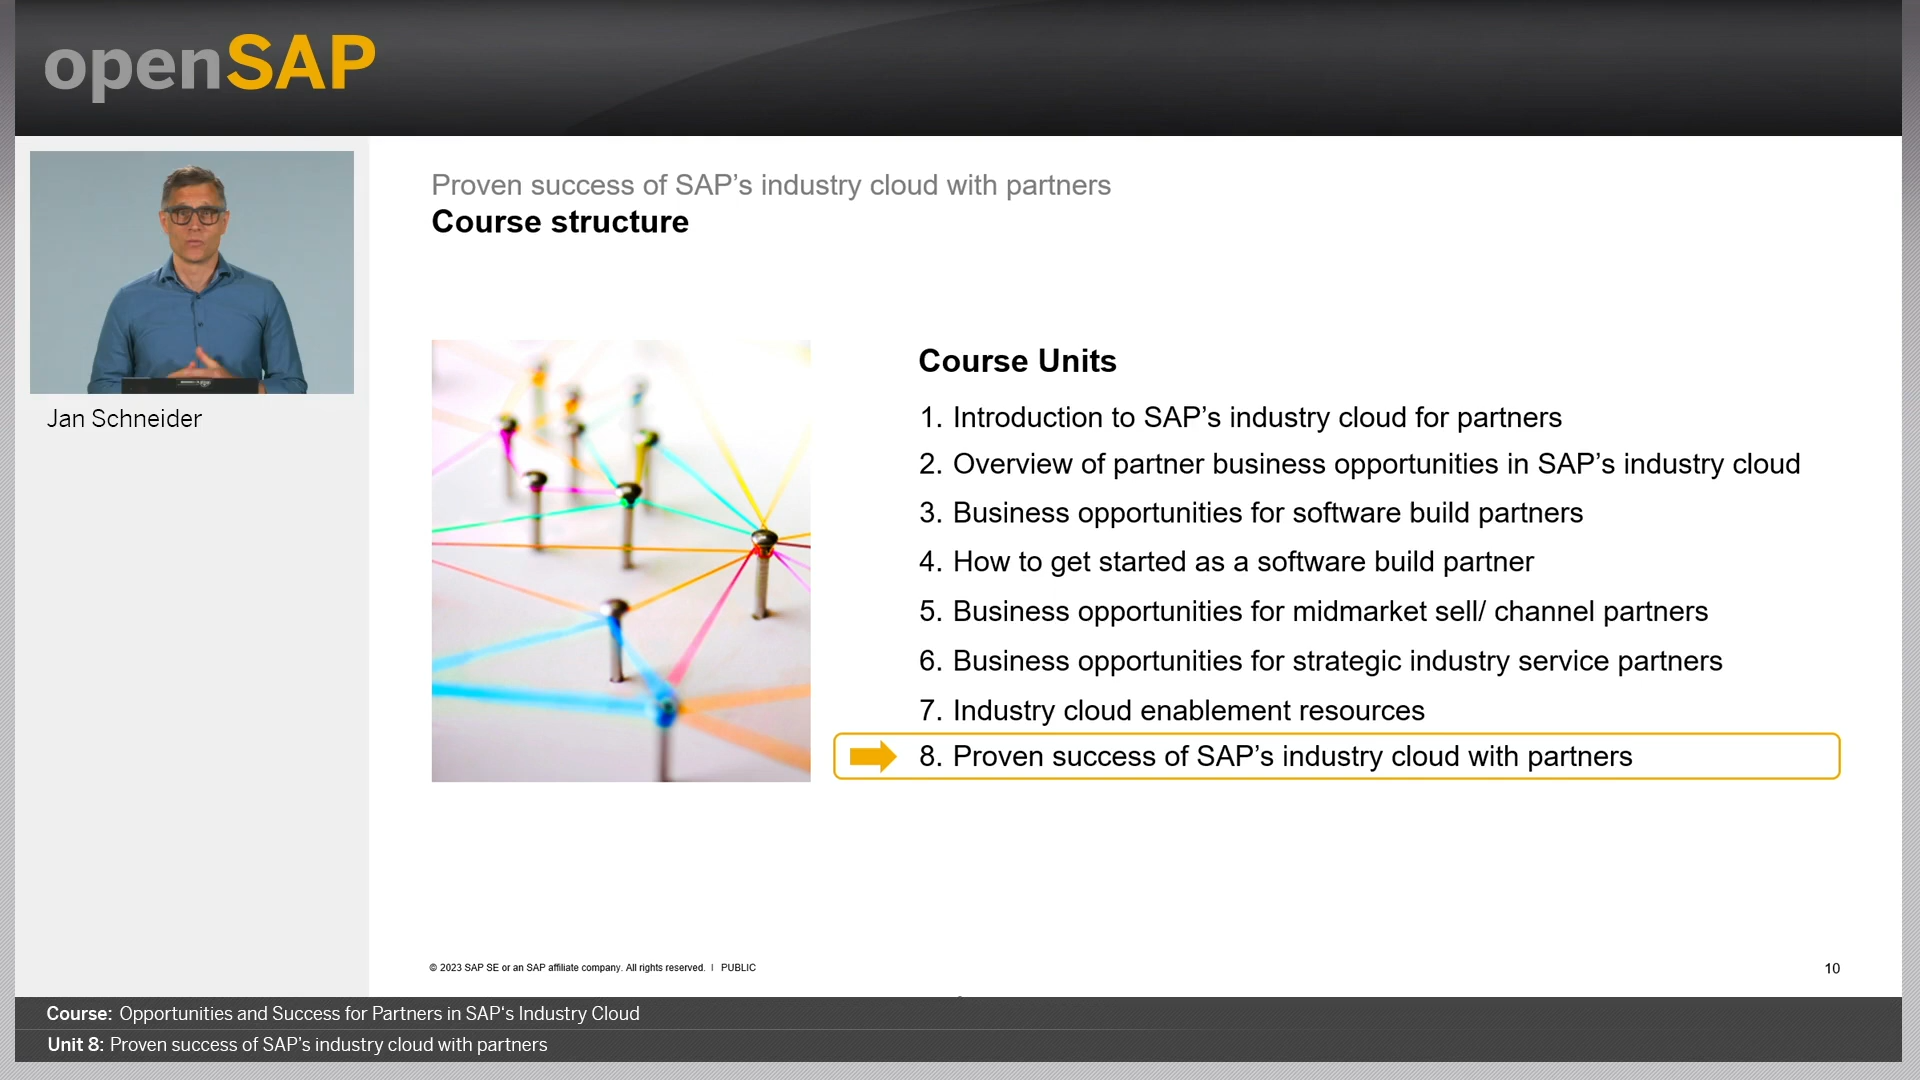 openSAP
Jan Schneider
Proven success of SAP’s industry cloud with partners
Course structure
Course Units
1. Introduction to SAP’s industry cloud for partners
2. Overview of partner business opportunities in SAP’s industry cloud
3. Business opportunities for software build partners
4. How to get started as a software build partner
5. Business opportunities for midmarket sell/ channel partners
6. Business opportunities for strategic industry service partners
7. Industry cloud enablement resources
8. Proven success of SAP’s industry cloud with partners
© 2023 SAP SE or an SAP affiliate company. All rights reserved. | PUBLIC
10
Course: Opportunities and Success for Partners in SAP‘s Industry Cloud
Unit 8: Proven success of SAP’s industry cloud with partners